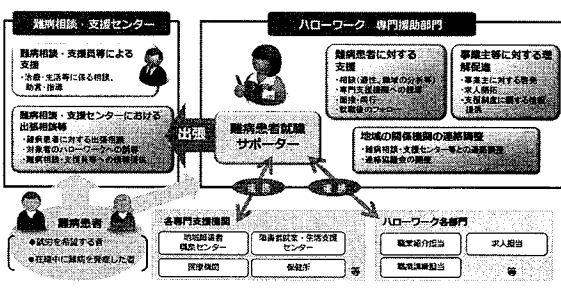 難病相談・支援センター
難病相談・支援員等による
支援
・治療・生活等に係る相談、
助言・指導
難病相談・支援センターにおける
出張相談等
・難病患者に対する出張相談
・対象者のハローワークへの誘導
・難病相談・支援員等への情報提供
出張
ハローワーク 専門援助部門
難病患者就職
サポーター
難病患者に対する
支援
・相談(適性、職域の分析等)
・専門支援機関への誘導
・面接・同行
・就職後のフォロー
事業主等に対する理
解促進
・事業主に対する啓発
・求人開拓
・支援制度に関する情報
提供
地域の関係機関の連絡調整
・難病相談・支援センター等との連絡調整
・連絡協議会の開催
連携
連携
難病患者
●就労を希望する者
●在職中に難病を発症した者
各専門支援機関
地域障害者
職業センター
障害者就業・生活支援
センター
医療機関
保健所
等
ハローワーク各部門
職業紹介担当
求人担当
職業訓練担当
等